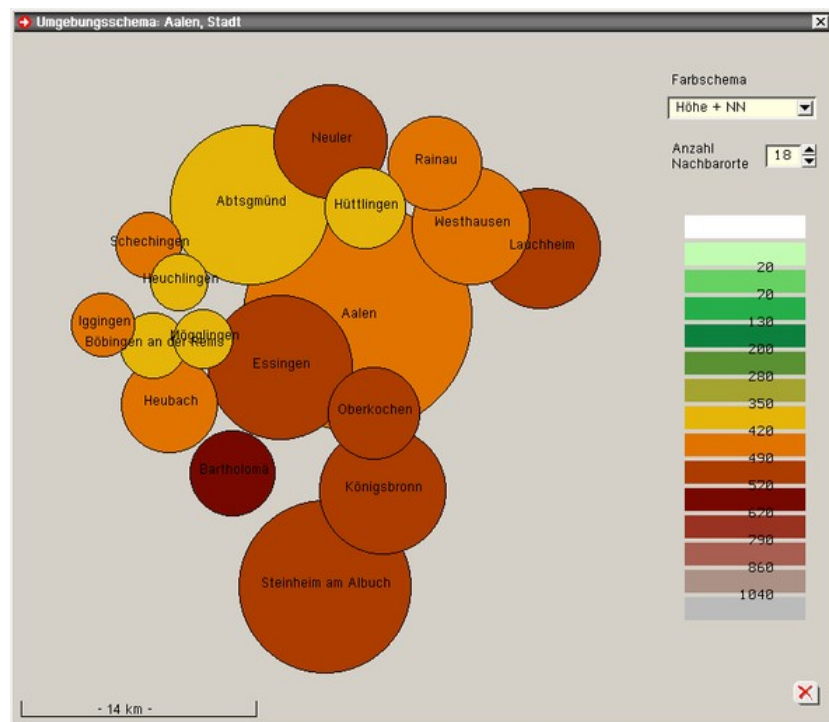 Umgebungsschema: Aalen, Stadt
Farbschema
Höhe + NN
Anzahl
Nachbarorte
18
Neuler
Rainau
Abtsgmünd
Hüttlingen
Westhausen
Schechingen
Lauchheim
Heuchlingen
Aalen
Iggingen
Mögglingen
Böbingen an der Rems
Essingen
Heubach
Oberkochen
Bartholomä
Königsbronn
Steinheim am Albuch
20
70
130
200
280
350
420
490
520
620
790
860
1040
- 14 km -